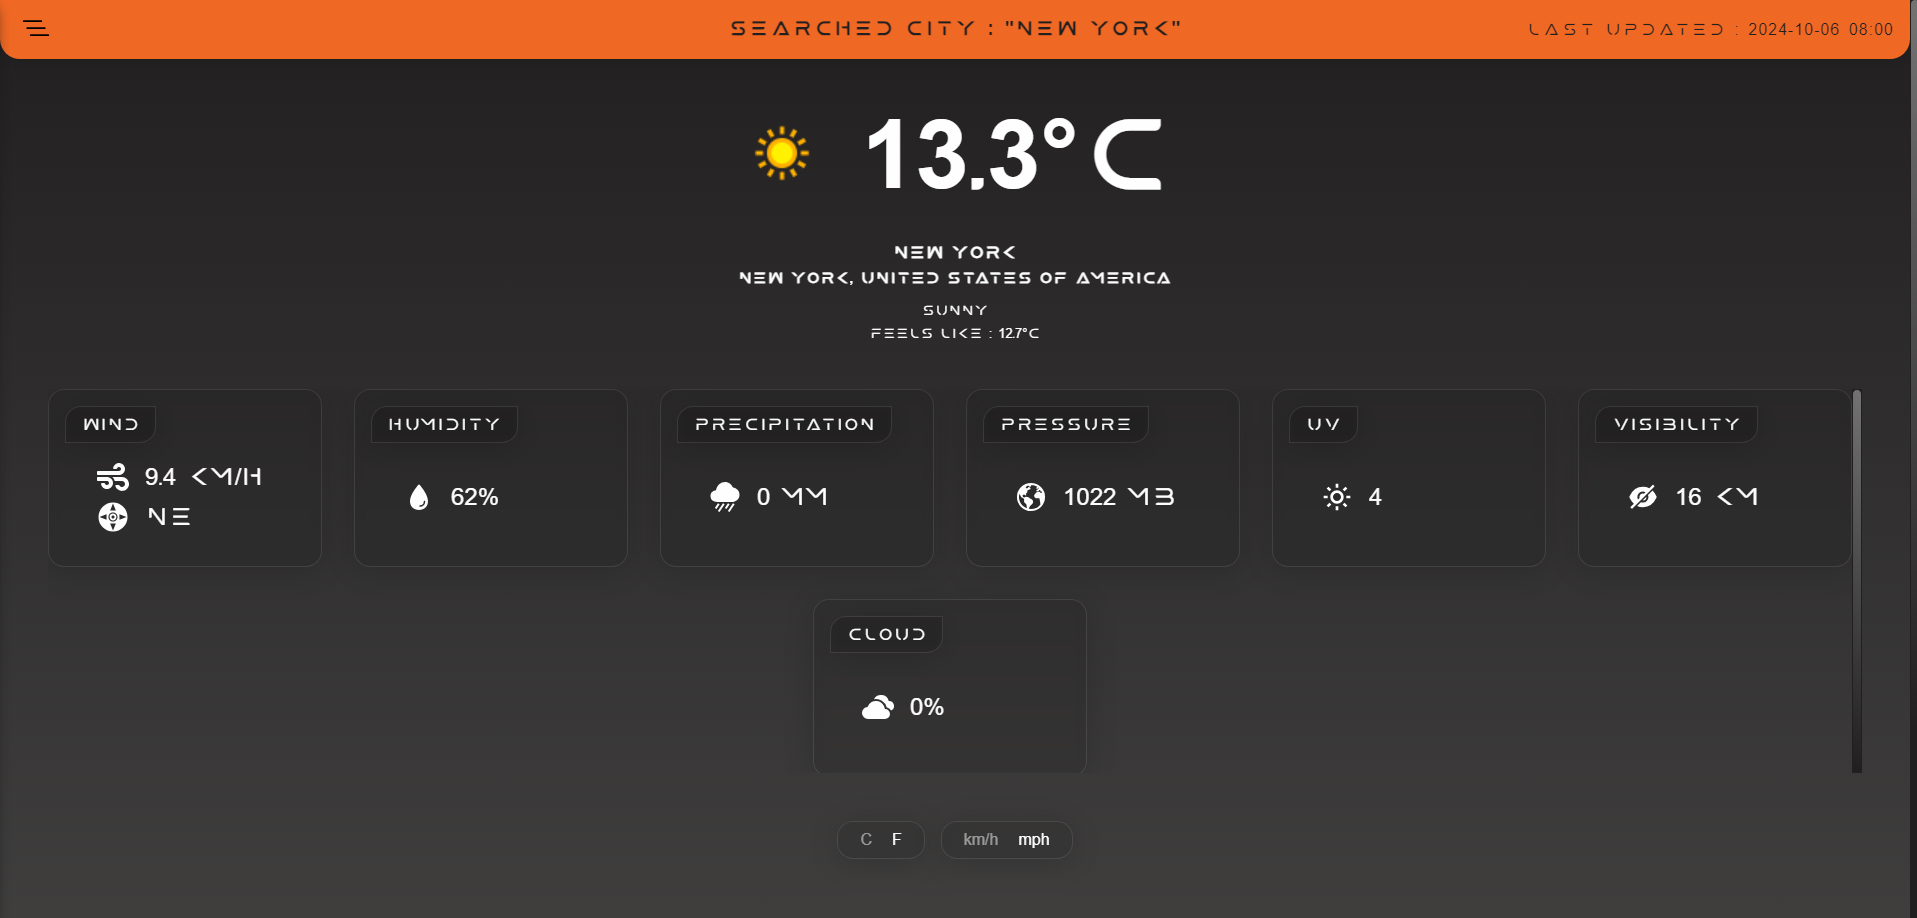 SEARCHED CITY : "NEW YORK"
LAST UPDATED : 2024-10-06 08:00
13.3°C
NEW YORK
NEW YORK, UNITED STATES OF AMERICA
SUNNY
FEELS LIKE : 12.7°C
WIND
9.4 KM/H
NE
HUMIDITY
62%
PRECIPITATION
0 MM
PRESSURE
1022 MB
UV
4
VISIBILITY
16 KM
CLOUD
0%
C F
km/h mph